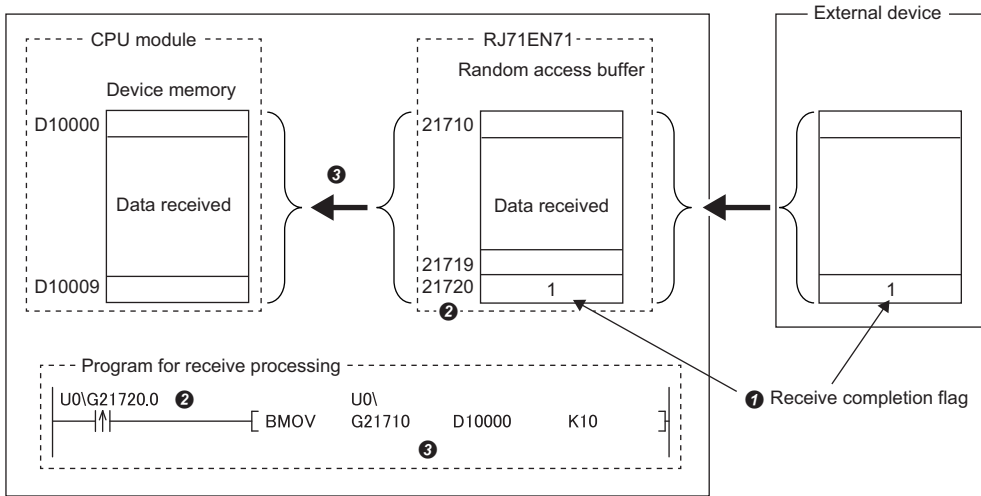 External device
CPU module
RJ71EN71
Random access buffer
Device memory
D10000
21710
❸
Data received
Data received
21719
D10009
21720
1
1
❷
Program for receive processing
U0\G21720.0 ❷
U0\
❶ Receive completion flag
BMOV G21710 D10000 K10
❸